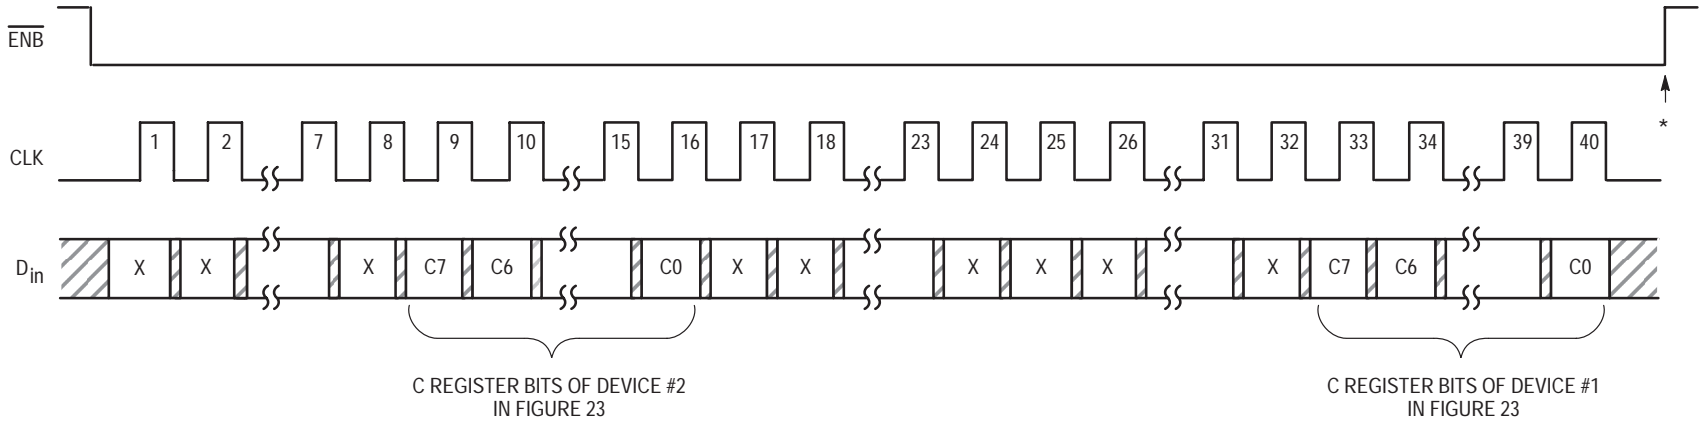 ENB
*
CLK 1 2 7 8 9 10 15 16 17 18 23 24 25 26 31 32 33 34 39 40
Din X X X C7 C6 C0 X X X X X X C7 C6 C0
C REGISTER BITS OF DEVICE #2
IN FIGURE 23
C REGISTER BITS OF DEVICE #1
IN FIGURE 23